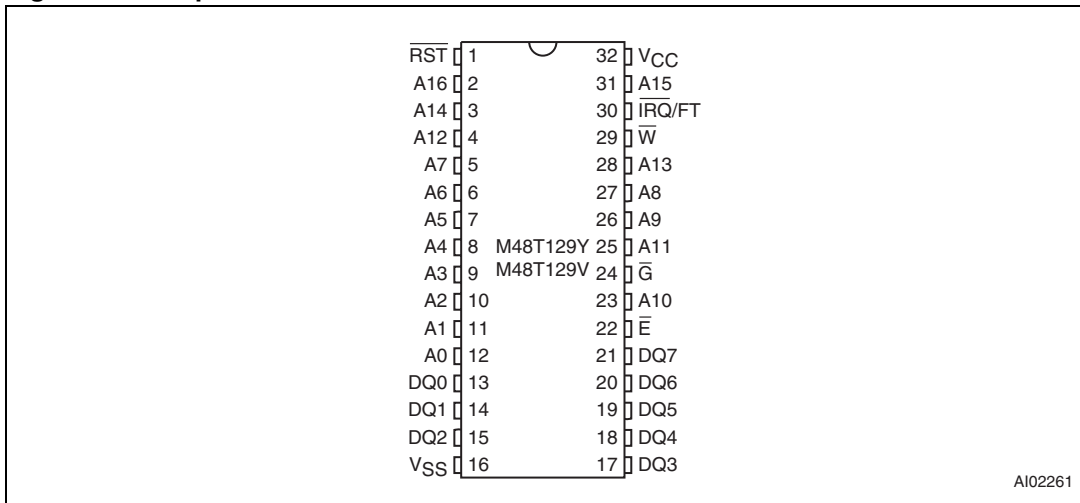 R̅S̅T̅ 1 32 VCC
A16 2 31 A15
A14 3 30 I̅R̅Q̅/FT
A12 4 29 W̅
A7 5 28 A13
A6 6 27 A8
A5 7 26 A9
A4 8 M48T129Y 25 A11
A3 9 M48T129V 24 G̅
A2 10 23 A10
A1 11 22 E̅
A0 12 21 DQ7
DQ0 13 20 DQ6
DQ1 14 19 DQ5
DQ2 15 18 DQ4
VSS 16 17 DQ3
AI02261